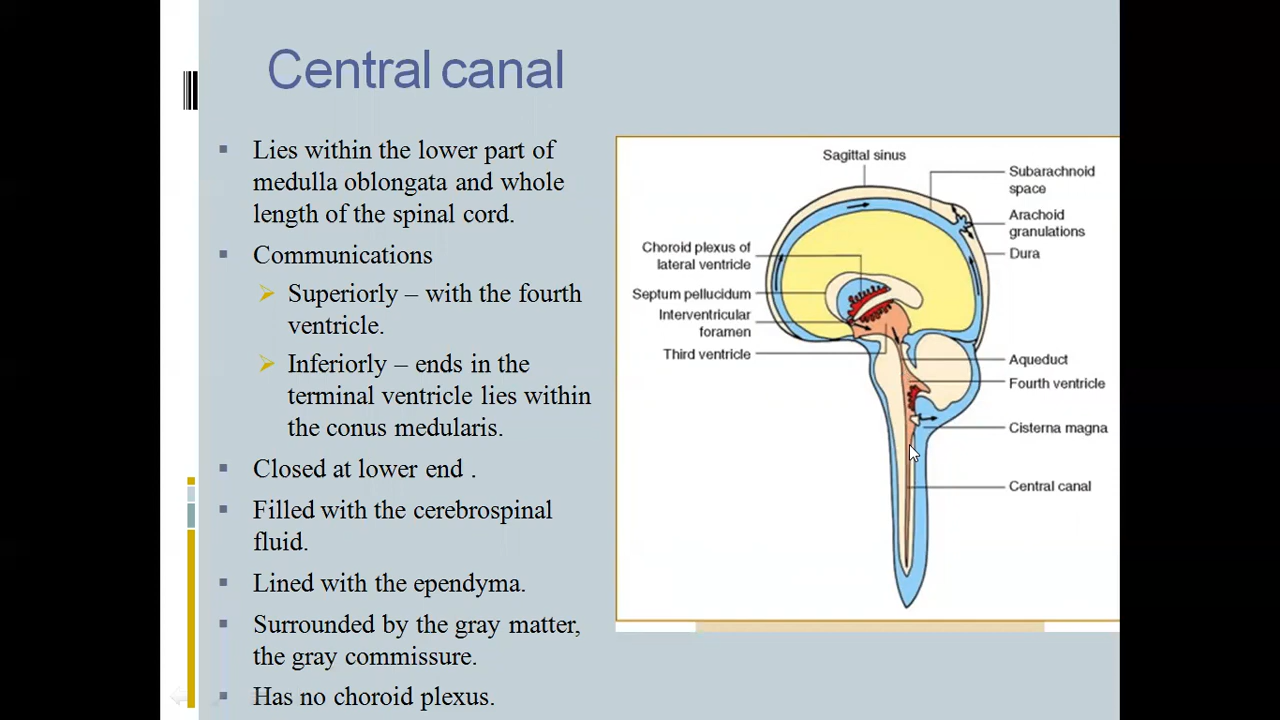 Central canal
Lies within the lower part of
medulla oblongata and whole
length of the spinal cord.
Communications
Superiorly – with the fourth
ventricle.
Inferiorly – ends in the
terminal ventricle lies within
the conus medularis.
Closed at lower end .
Filled with the cerebrospinal
fluid.
Lined with the ependyma.
Surrounded by the gray matter,
the gray commissure.
Has no choroid plexus.
Sagittal sinus
Subarachnoid
space
Arachoid
granulations
Dura
Choroid plexus of
lateral ventricle
Septum pellucidum
Interventricular
foramen
Third ventricle
Aqueduct
Fourth ventricle
Cisterna magna
Central canal